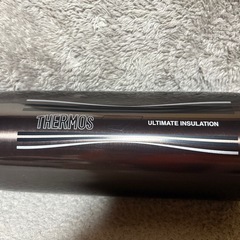 THERMOS
ULTIMATE INSULATION